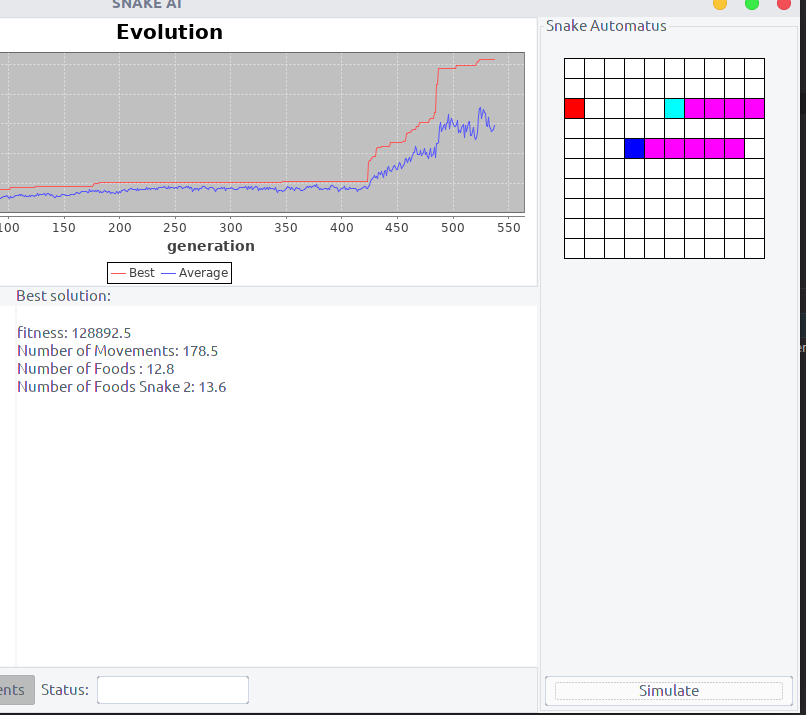 SNAKE AI
Evolution
100 150 200 250 300 350 400 450 500 550
generation
Best Average
Best solution:
fitness: 128892.5
Number of Movements: 178.5
Number of Foods : 12.8
Number of Foods Snake 2: 13.6
Status:
Snake Automatus
Simulate